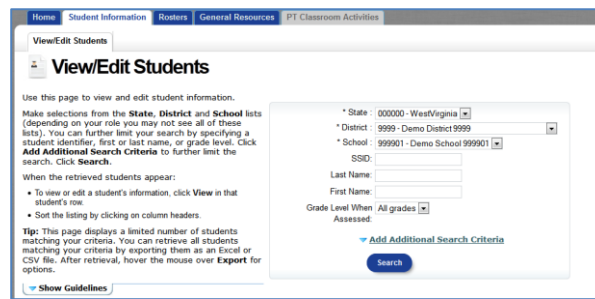 Home Student Information Rosters General Resources PT Classroom Activities
View/Edit Students
View/Edit Students
Use this page to view and edit student information.
Make selections from the State, District and School lists
(depending on your role you may not see all of these
lists). You can further limit your search by specifying a
student identifier, first or last name, or grade level. Click
Add Additional Search Criteria to further limit the
search. Click Search.
When the retrieved students appear:
• To view or edit a student's information, click View in that
student's row.
• Sort the listing by clicking on column headers.
Tip: This page displays a limited number of students
matching your criteria. You can retrieve all students
matching your criteria by exporting them as an Excel or
CSV file. After retrieval, hover the mouse over Export for
options.
Show Guidelines
* State : 000000 - WestVirginia
* District : 9999 - Demo District 9999
* School : 999901 - Demo School 999901
SSID:
Last Name:
First Name:
Grade Level When All grades
Assessed:
Add Additional Search Criteria
Search